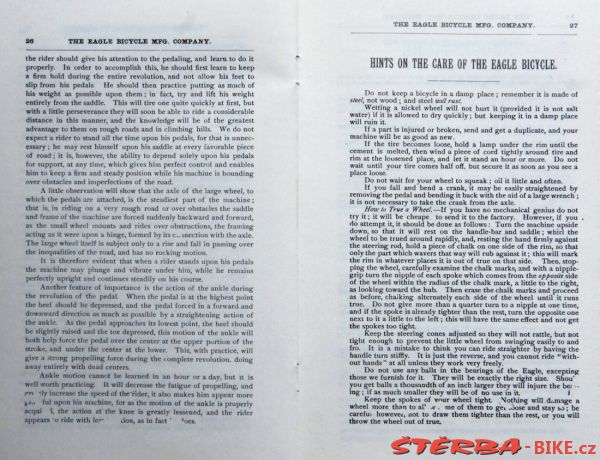 26 THE EAGLE BICYCLE MFG. COMPANY.
the rider should give his attention to the pedaling, and learn to do it
properly. In order to accomplish this, he should first learn to keep
a firm hold during the entire revolution, and not allow his feet to
slip from his pedals He should then practice putting as much of
his weight as possible upon them; in fact, try and lift his weight
entirely from the saddle. This will tire one quite quickly at first, but
with a little perseverance they will soon be able to ride a considerable
distance in this manner, and the knowledge will be of the greatest
advantage to them on rough roads and in climbing hills. We do not
expect a rider to stand all the time upon his pedals, for that is unnec-
essary; he may rest himself upon his saddle at every favorable piece
of road; it is, however, the ability to depend solely upon his pedals
for support, at any time, which gives him perfect control and enables
him to keep a firm and steady position while his machine is bounding
over obstacles and imperfections of the road.
A little observation will show that the axle of the large wheel, to
which the pedals are attached, is the steadiest part of the machine;
that is, in riding on a very rough road or over obstacles the saddle
and frame of the machine are forced suddenly backward and forward,
as the small wheel mounts and rides over obstructions, the framing
acting as it were upon a hinge, formed by its connection with the axle.
The large wheel itself is subject only to a rise and fall in passing over
the inequalities of the road, and has no rocking motion.
It is therefore evident that when a rider stands upon his pedals
the machine may plunge and vibrate under him, while he remains
perfectly upright and continues steadily on his course.
Another feature of importance is the action of the ankle during
the revolution of the pedal. When the pedal is at the highest point
the heel should be depressed, and the pedal forced in a forward and
downward direction as much as possible by a straightening action of
the ankle. As the pedal approaches its lowest point, the heel should
be slightly raised and the toe depressed, this motion of the ankle will
both help force the pedal over the center at the upper portion of the
stroke, and under the center at the lower. This, with practice, will
give a strong propelling force during the complete revolution, doing
away entirely with dead centers.
Ankle motion cannot be learned in an hour or a day, but it is
well worth practicing. It will decrease the fatigue of propelling, and
increase the speed of the rider, it also makes him appear more
upon his machine, for as the motion of the ankle is properly
the action at the knee is greatly lessened, and the rider
appears to ride with as in fact
THE EAGLE BICYCLE MFG. COMPANY. 27
HINTS ON THE CARE OF THE EAGLE BICYCLE.
Do not keep a bicycle in a damp place; remember it is made of
steel, not wood; and steel will rust.
Wetting a nickel wheel will not hurt it (provided it is not salt
water) if it is allowed to dry quickly; but keeping it in a damp place
will ruin it.
If a part is injured or broken, send and get a duplicate, and your
machine will be as good as new.
If the tire becomes loose, hold a lamp under the rim until the
cement is melted, then wind a piece of cord tightly around tire and
rim at the loosened place, and let it stand an hour or more. Do not
wait until your tire comes half off, but secure it as soon as you see a
place loose.
Do not wait for your wheel to squeak; oil it little and often.
If you fall and bend a crank, it may be easily straightened by
removing the pedal and bending it back with the aid of a large wrench;
it is not necessary to take the crank from the axle.
How to True a Wheel.—If you have no mechanical genius do not
try it; it will be cheaper to send it to the factory. However, if you
do attempt it, it should be done as follows: Turn the machine upside
down, so that it will rest on the handle-bar and saddle; whirl
the wheel to be trued around rapidly, and, resting the hand firmly against
the steering rod, hold a piece of chalk on one side of the rim, so that
only the part which wavers that way will rub against it; this will mark
the rim in whatever places it is out of true on that side. Then, stop-
ping the wheel, carefully examine the chalk marks, and with a nipple-
grip turn the nipple of each spoke which comes from the opposite side
of the wheel within the radius of the chalk mark, a little to the right,
as looking toward the hub. Then erase the chalk marks and proceed
as before, chalking alternately each side of the wheel until it runs
true. Do not give more than a quarter turn to a nipple at one time,
and if the spoke is already tighter than the rest, turn the opposite one
next to it a little to the left; this will have the same effect and not get
the spokes too tight.
Keep the steering cones adjusted so they will not rattle, but not
tight enough to prevent the little wheel from swinging easily to and
fro. It is a mistake to think you can ride straighter by having the
handle turn stiffly. It is just the reverse, and you cannot ride "with-
out hands" at all unless they work very freely.
Do not use any balls in the bearings of the Eagle, excepting
those we furnish for it. They will be exactly the right size.
you get balls a thousandth of an inch larger they will injure the
if as much smaller they will be of no use in it.
Keep the spokes of your wheel tight. Nothing will damage a
wheel more than to me of them to get loose and stay so; be
careful however, not to draw them tighter than the rest, or you will
throw the wheel out of true.
ŠTĚRBA-BIKE.cz